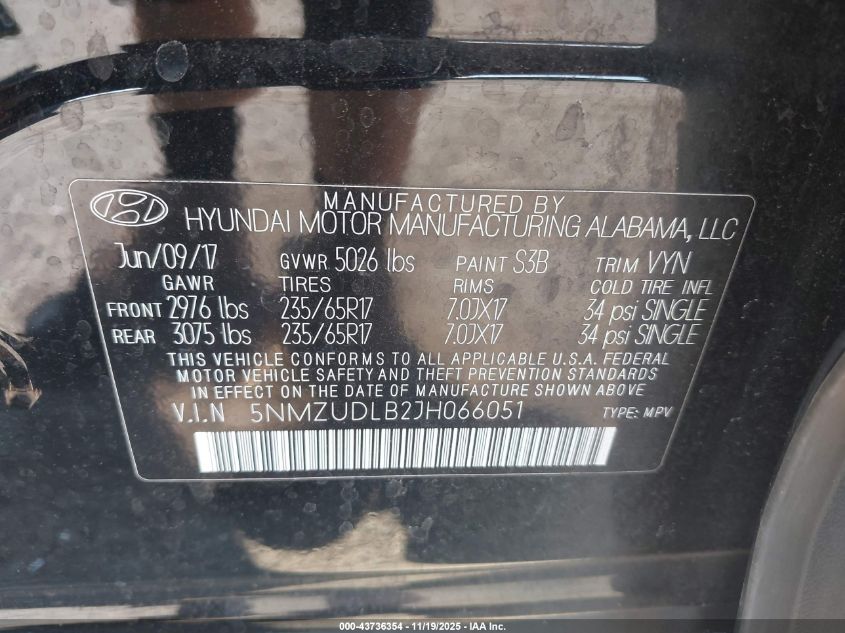 MANUFACTURED BY
HYUNDAI MOTOR MANUFACTURING ALABAMA, LLC
Jun/09/17 GVWR 5026 lbs PAINT S3B TRIM VYN
GAWR TIRES RIMS COLD TIRE INFL
FRONT 2976 lbs 235/65R17 7.0JX17 34 psi SINGLE
REAR 3075 lbs 235/65R17 7.0JX17 34 psi SINGLE
THIS VEHICLE CONFORMS TO ALL APPLICABLE U.S.A. FEDERAL
MOTOR VEHICLE SAFETY AND THEFT PREVENTION STANDARDS
IN EFFECT ON THE DATE OF MANUFACTURE SHOWN ABOVE
V.I.N 5NMZUDLB2JH066051 TYPE: MPV
000-43736354 - 11/19/2025 - IAA Inc.